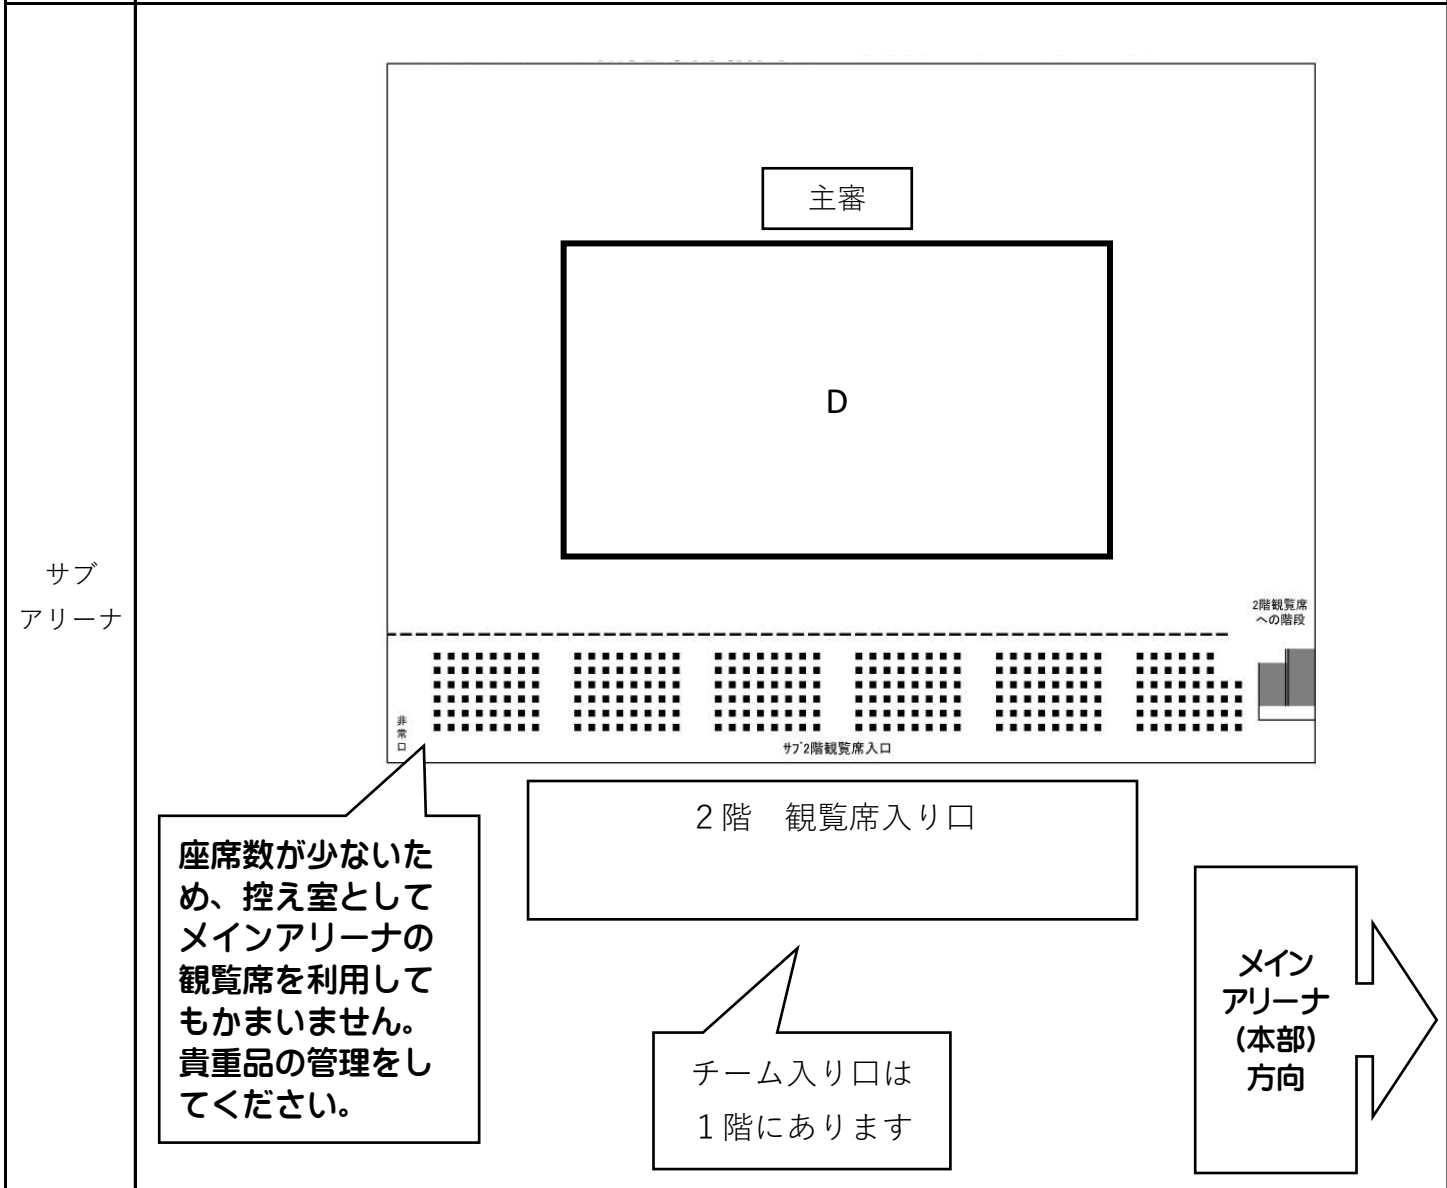 サブ
アリーナ
主審
D
2階観覧席
への階段
非常口
サブ2階観覧席入口
２階　観覧席入り口
座席数が少ないた
め、控え室として
メインアリーナの
観覧席を利用して
もかまいません。
貴重品の管理をし
てください。
チーム入り口は
１階にあります
メイン
アリーナ
（本部）
方向